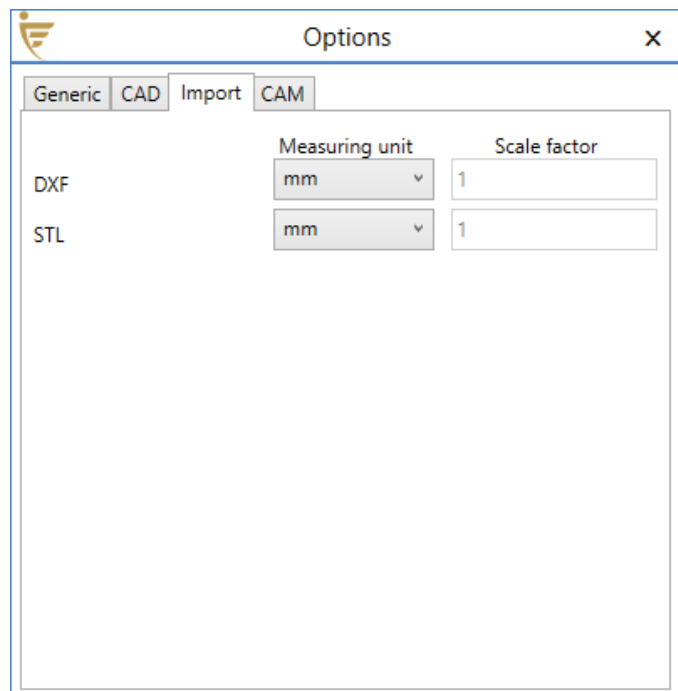 Options
Generic CAD Import CAM
Measuring unit Scale factor
DXF mm 1
STL mm 1